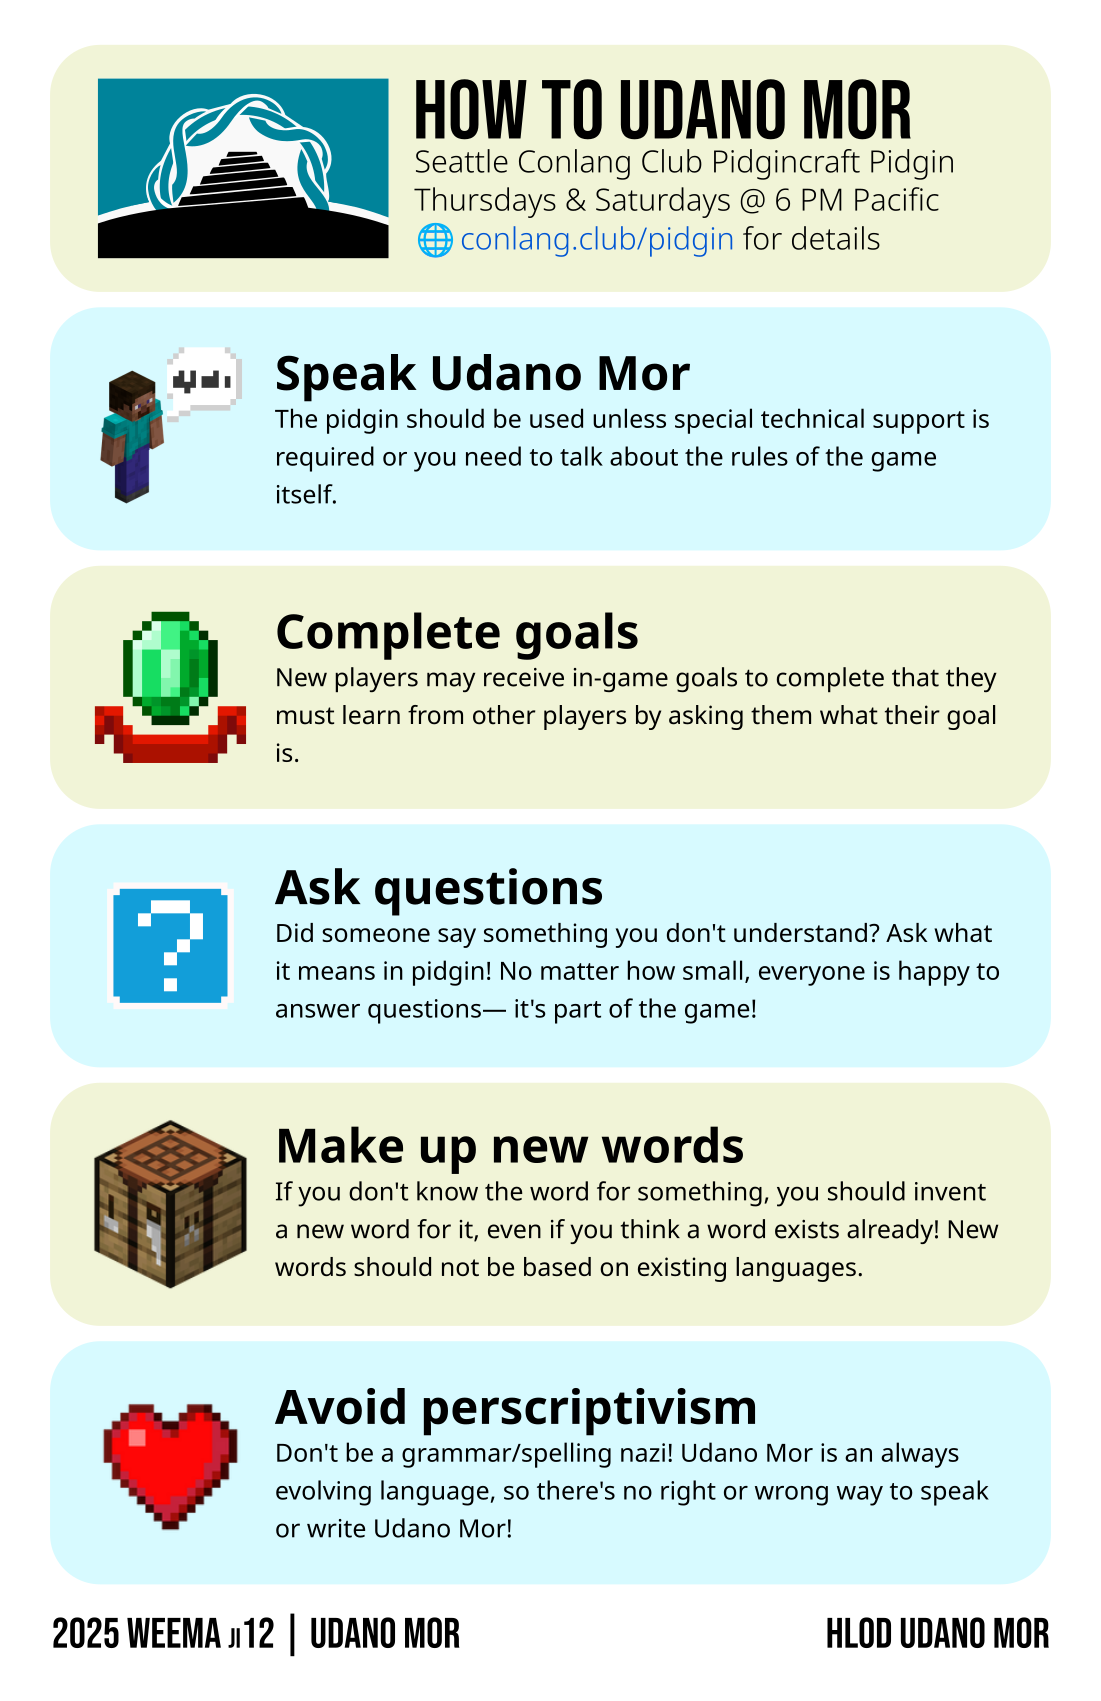 HOW TO UDANO MOR
Seattle Conlang Club Pidgincraft Pidgin
Thursdays & Saturdays @ 6 PM Pacific
🌐 conlang.club/pidgin for details
Speak Udano Mor
The pidgin should be used unless special technical support is
required or you need to talk about the rules of the game
itself.
Complete goals
New players may receive in-game goals to complete that they
must learn from other players by asking them what their goal
is.
?
Ask questions
Did someone say something you don't understand? Ask what
it means in pidgin! No matter how small, everyone is happy to
answer questions— it's part of the game!
Make up new words
If you don't know the word for something, you should invent
a new word for it, even if you think a word exists already! New
words should not be based on existing languages.
Avoid perscriptivism
Don't be a grammar/spelling nazi! Udano Mor is an always
evolving language, so there's no right or wrong way to speak
or write Udano Mor!
2025 WEEMA 12 | UDANO MOR
HLOD UDANO MOR